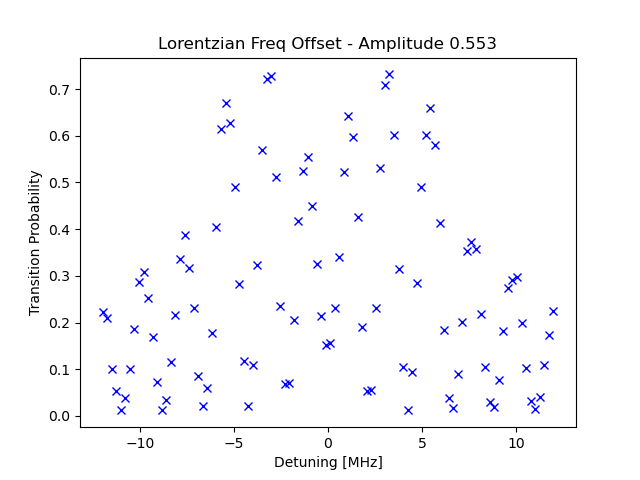 Lorentzian Freq Offset - Amplitude 0.553
Transition Probability
0.7
0.6
0.5
0.4
0.3
0.2
0.1
0.0
−10 −5 0 5 10
Detuning [MHz]